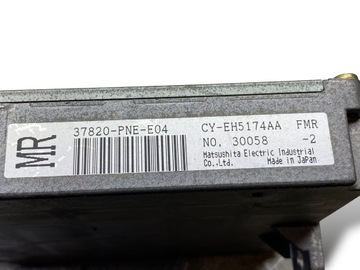 MR
37820-PNE-E04 CY-EH5174AA FMR
NO. 30058 -2
Matsushita Electric Industrial
Co.,Ltd. Made in Japan